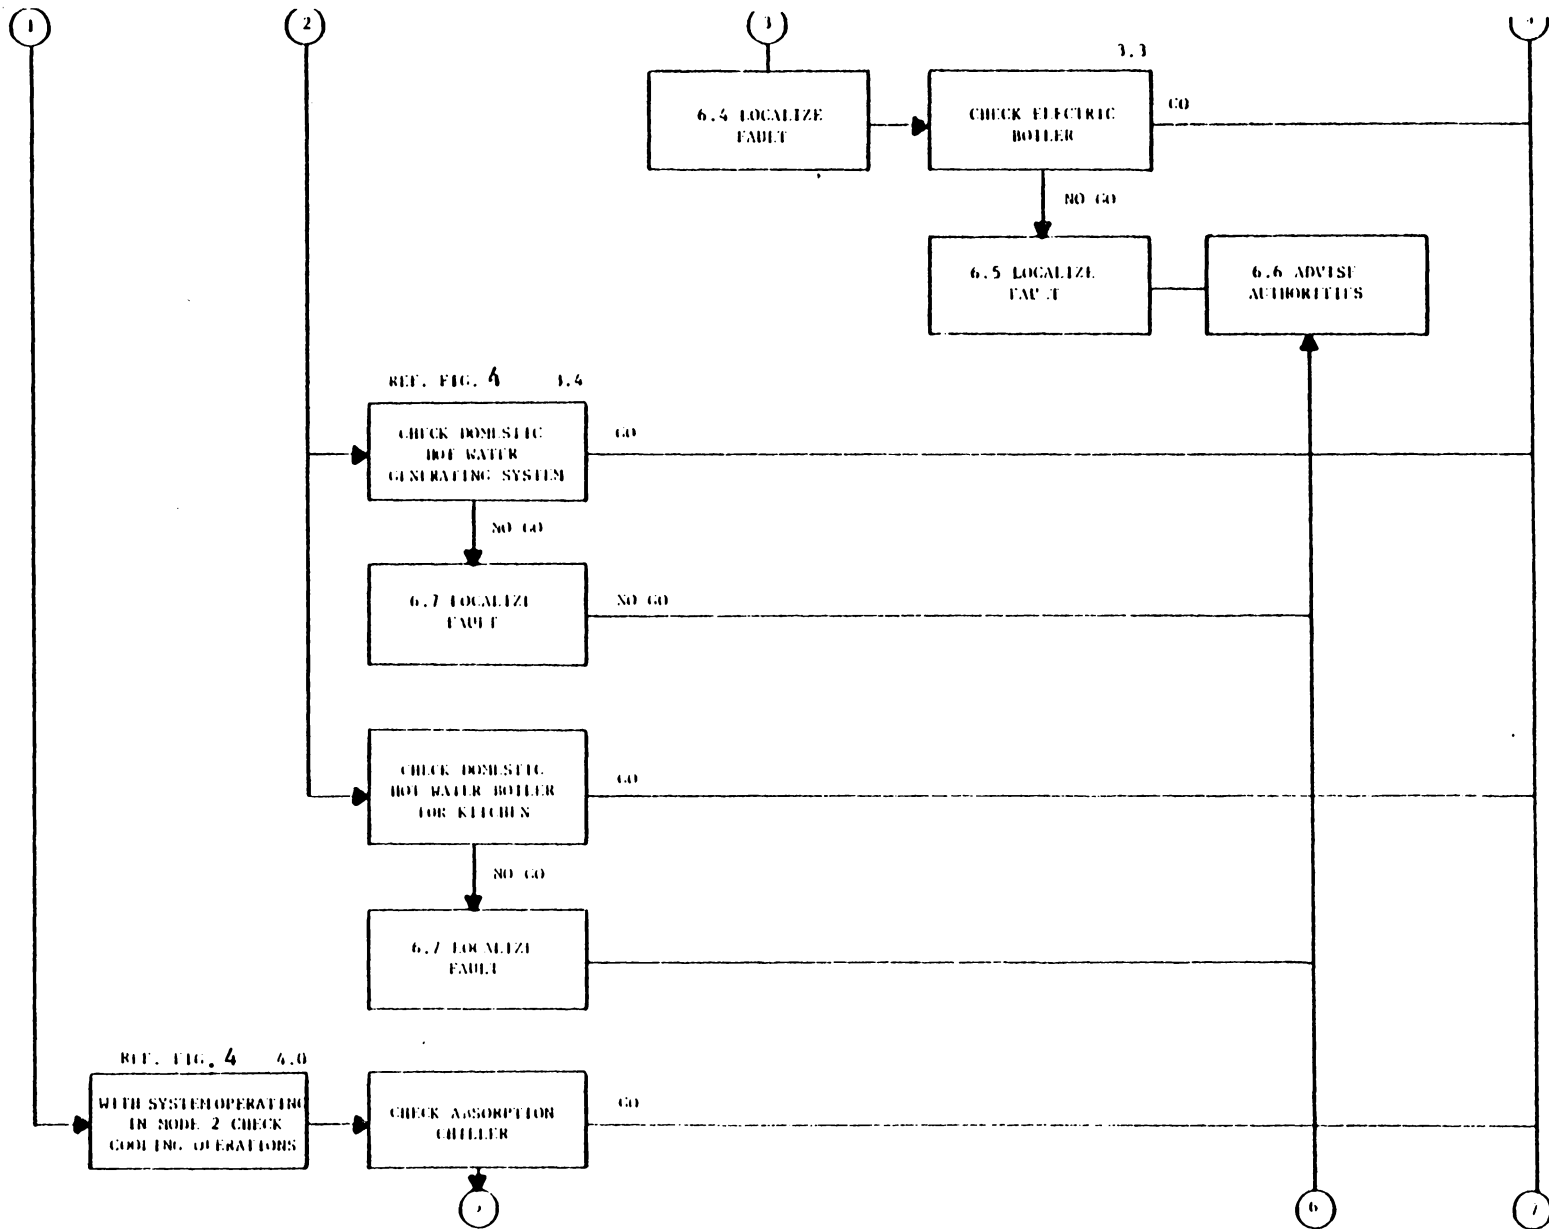 1
2
3
3.3
6.4 LOCALIZE
FAULT
CHECK ELECTRIC
BOILER
GO
NO GO
6.5 LOCALIZE
FAULT
6.6 ADVISE
AUTHORITIES
REF. FIG. 4 3.4
CHECK DOMESTIC
HOT WATER
GENERATING SYSTEM
GO
NO GO
6.7 LOCALIZE
FAULT
NO GO
CHECK DOMESTIC
HOT WATER BOILER
FOR KITCHEN
GO
NO GO
6.7 LOCALIZE
FAULT
REF. FIG. 4 4.0
WITH SYSTEM OPERATING
IN MODE 2 CHECK
COOLING OPERATIONS
CHECK ABSORPTION
CHILLER
GO
5
6
7